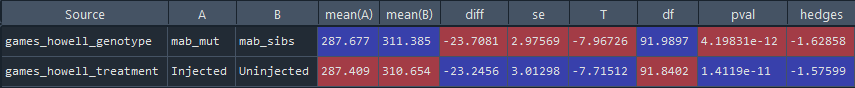 Source A B mean(A) mean(B) diff se T df pval hedges
games_howell_genotype mab_mut mab_sibs 287.677 311.385 -23.7081 2.97569 -7.96726 91.9897 4.19831e-12 -1.62858
games_howell_treatment Injected Uninjected 287.409 310.654 -23.2456 3.01298 -7.71512 91.8402 1.4119e-11 -1.57599